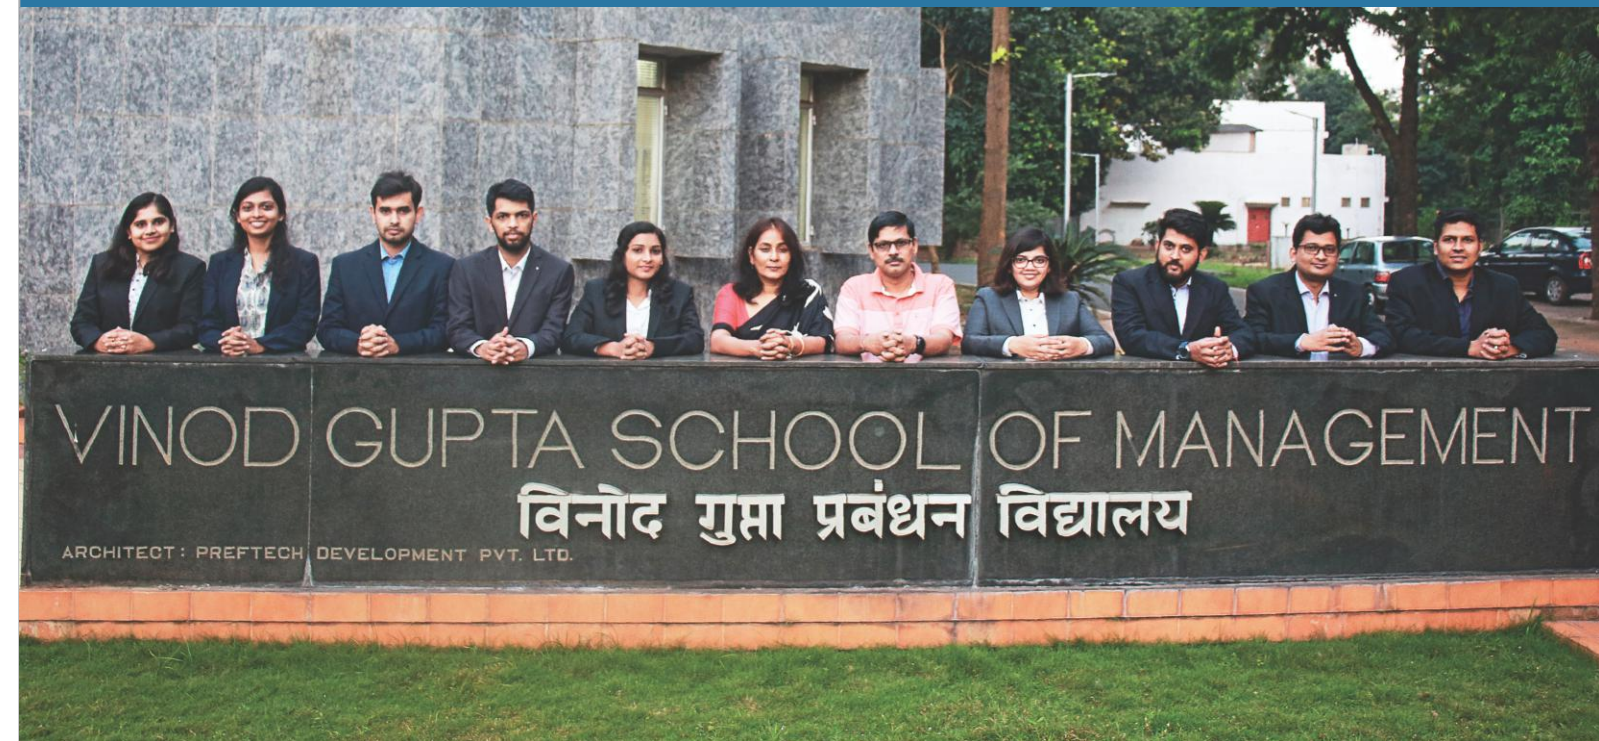 VINOD GUPTA SCHOOL OF MANAGEMENT
विनोद गुप्ता प्रबंधन विद्यालय
ARCHITECT: PREFTECH DEVELOPMENT PVT. LTD.